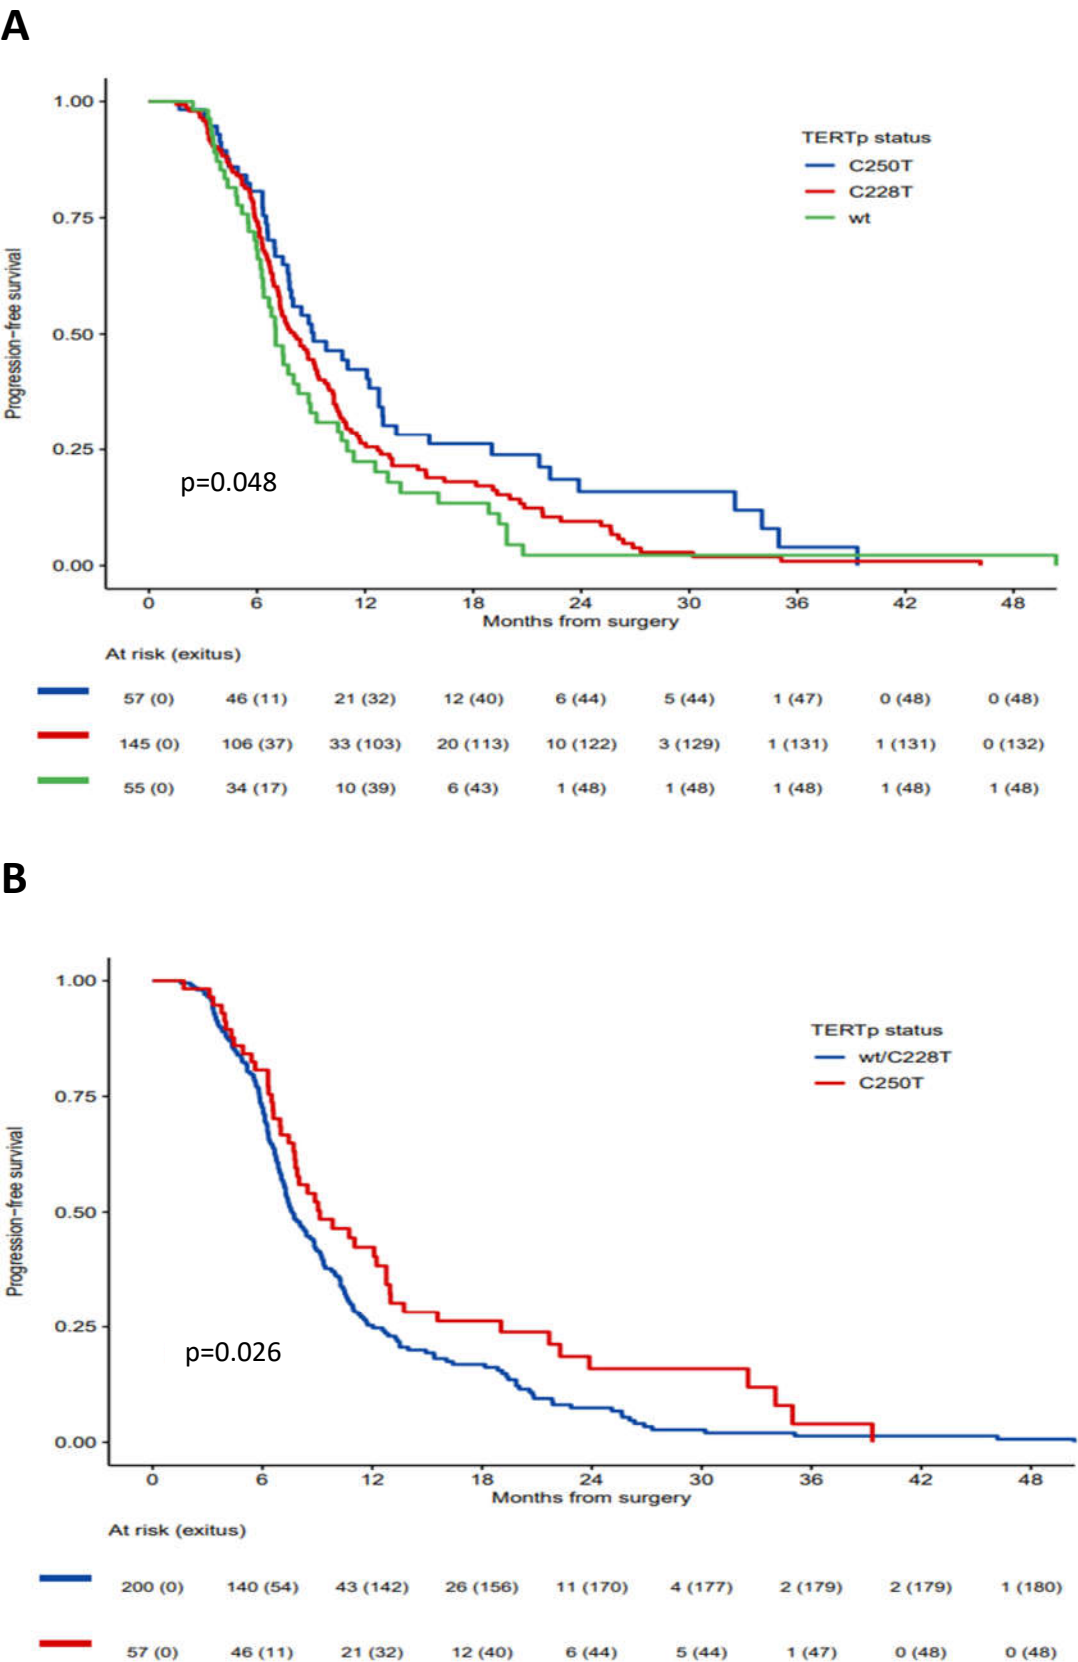 A
1.00
0.75
0.50
0.25
0.00
Progression-free survival
TERTp status
C250T
C228T
wt
p=0.048
0 6 12 18 24 30 36 42 48
Months from surgery
At risk (exitus)
57 (0) 46 (11) 21 (32) 12 (40) 6 (44) 5 (44) 1 (47) 0 (48) 0 (48)
145 (0) 106 (37) 33 (103) 20 (113) 10 (122) 3 (129) 1 (131) 1 (131) 0 (132)
55 (0) 34 (17) 10 (39) 6 (43) 1 (48) 1 (48) 1 (48) 1 (48) 1 (48)
B
1.00
0.75
0.50
0.25
0.00
Progression-free survival
TERTp status
wt/C228T
C250T
p=0.026
0 6 12 18 24 30 36 42 48
Months from surgery
At risk (exitus)
200 (0) 140 (54) 43 (142) 26 (156) 11 (170) 4 (177) 2 (179) 2 (179) 1 (180)
57 (0) 46 (11) 21 (32) 12 (40) 6 (44) 5 (44) 1 (47) 0 (48) 0 (48)